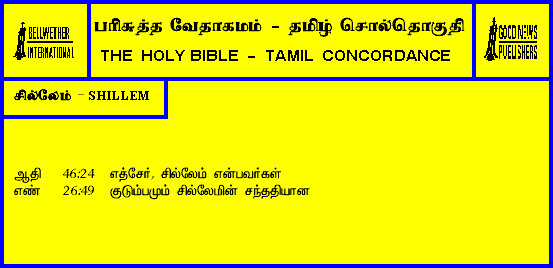 BELLWETHER
INTERNATIONAL
பரிசுத்த வேதாகமம் - தமிழ் சொல்தொகுதி
THE HOLY BIBLE - TAMIL CONCORDANCE
GOOD NEWS
PUBLISHERS
சில்லேம் - SHILLEM
ஆதி 46:24 எத்சேர், சில்லேம் என்பவர்கள்
எண் 26:49 குடும்பமும் சில்லேமின் சந்ததியான